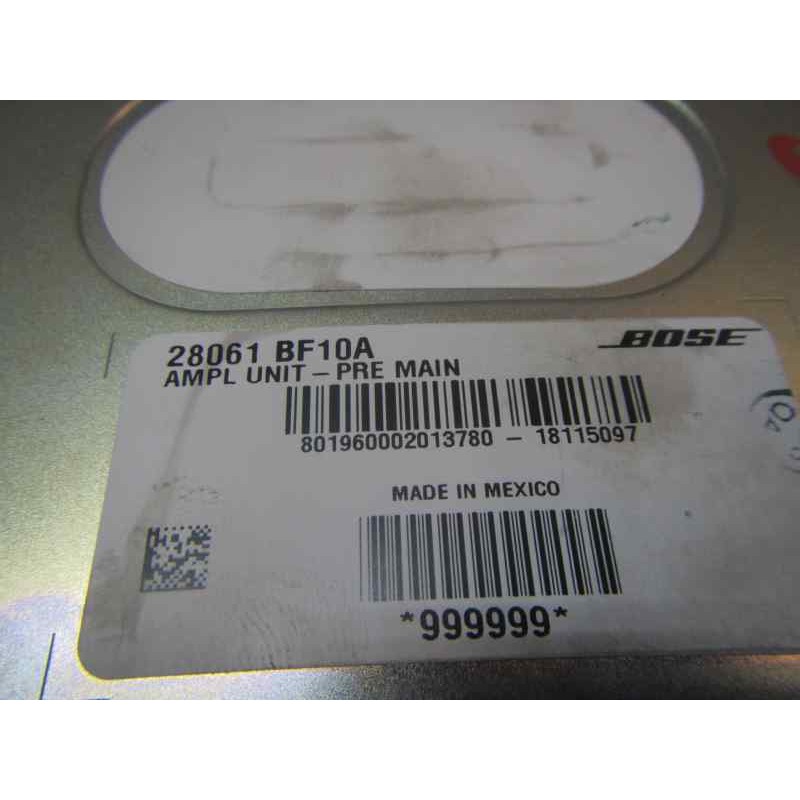 28061 BF10A
BOSE
AMPL UNIT – PRE MAIN
801960002013780 – 18115097
MADE IN MEXICO
*999999*